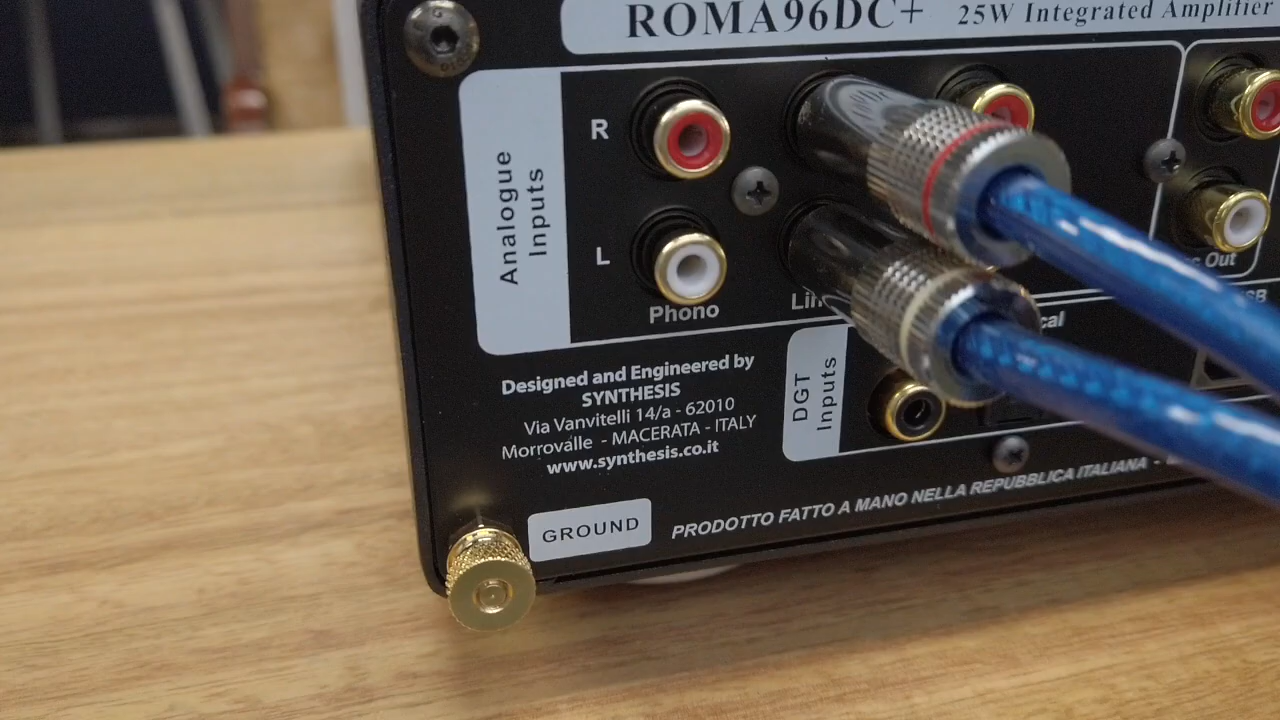 ROMA96DC+ 25W Integrated Amplifier
Analogue
Inputs
R
L
Phono
Out
DGT
Inputs
Designed and Engineered by
SYNTHESIS
Via Vanvitelli 14/a - 62010
Morrovalle - MACERATA - ITALY
www.synthesis.co.it
GROUND
PRODOTTO FATTO A MANO NELLA REPUBBLICA ITALIANA -